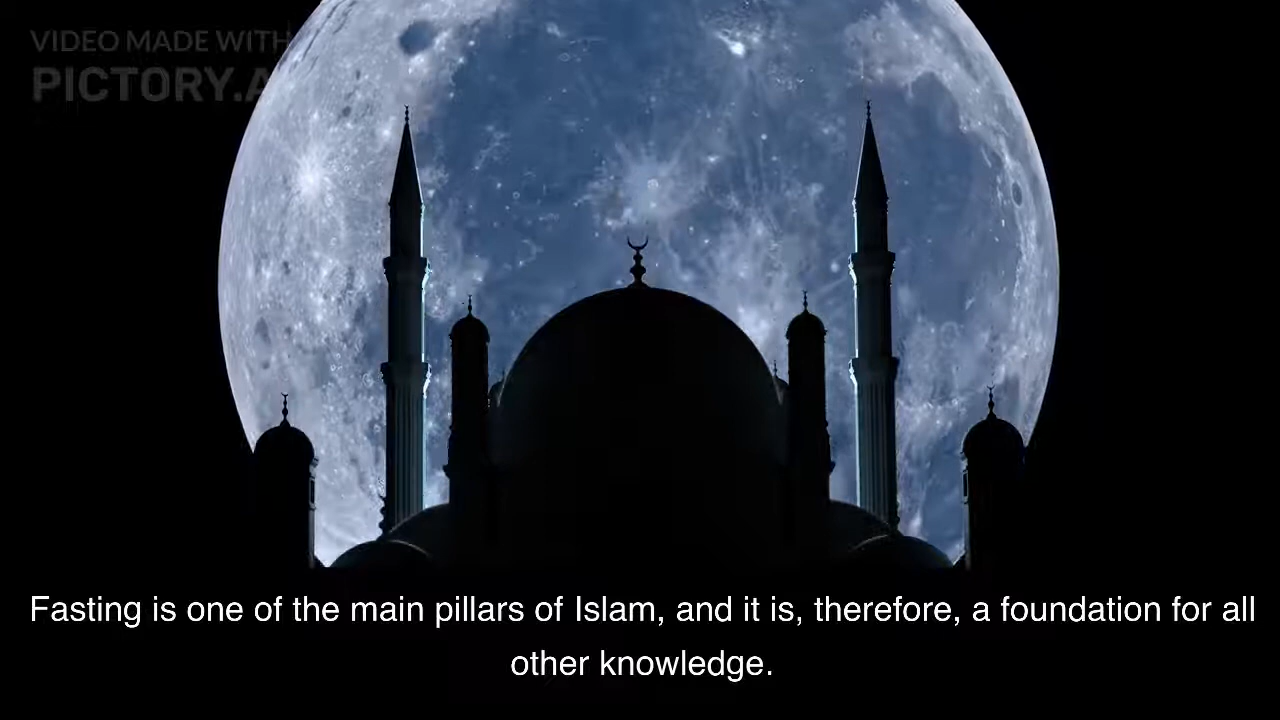 VIDEO MADE WITH
PICTORY.A
Fasting is one of the main pillars of Islam, and it is, therefore, a foundation for all
other knowledge.